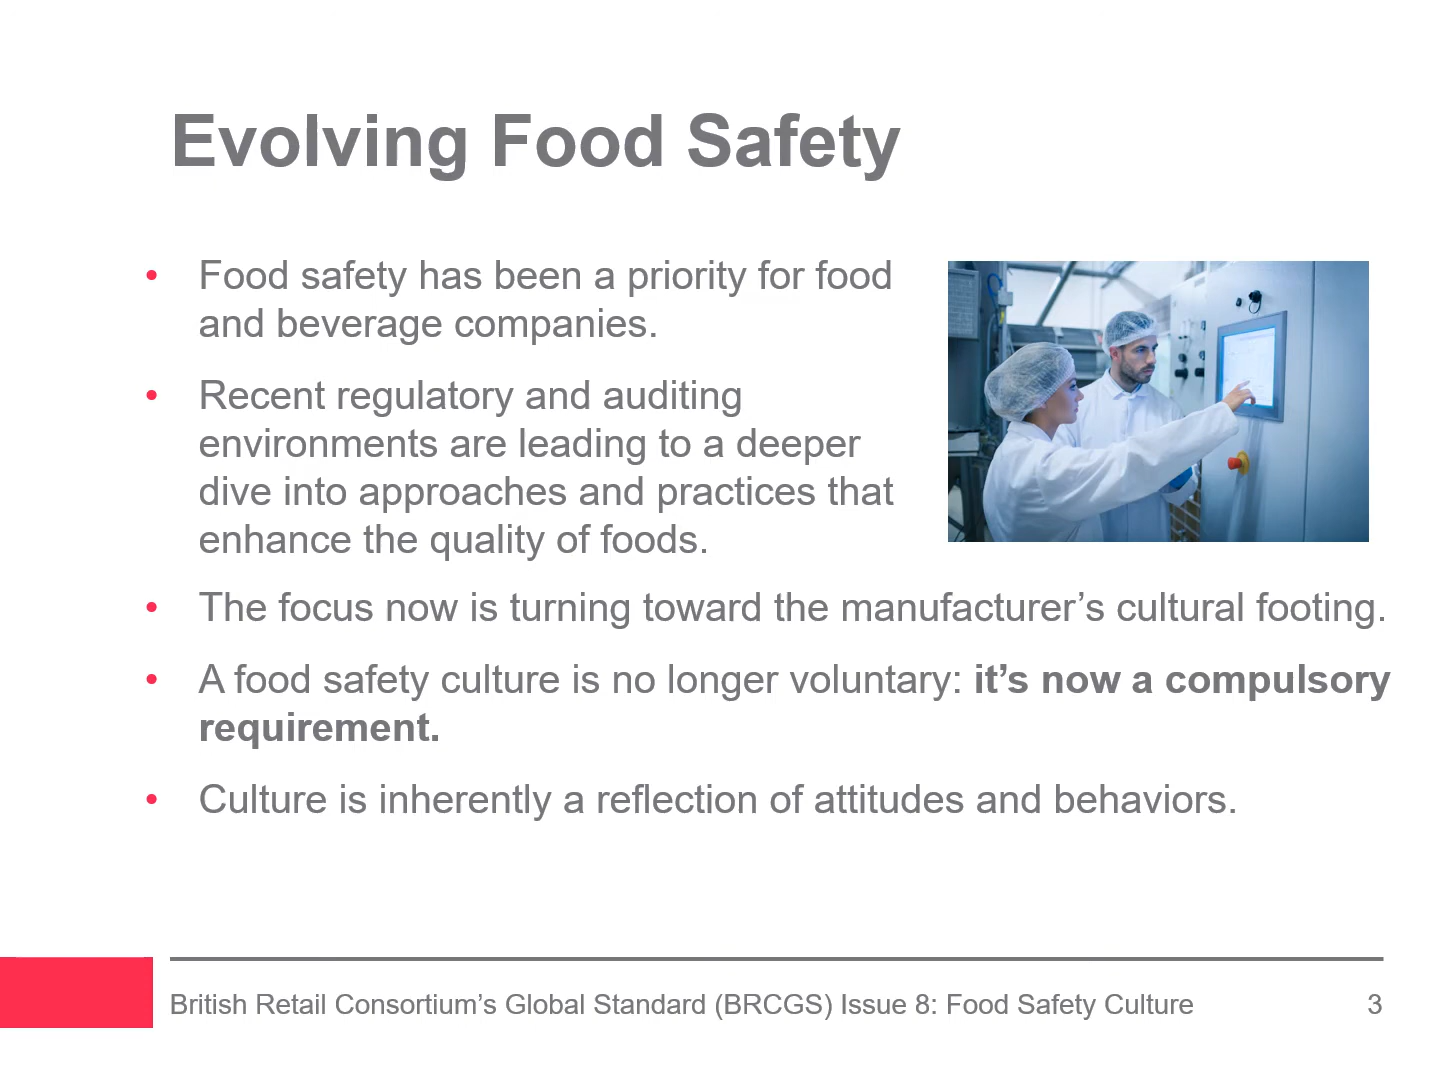 Evolving Food Safety
• Food safety has been a priority for food
and beverage companies.
• Recent regulatory and auditing
environments are leading to a deeper
dive into approaches and practices that
enhance the quality of foods.
• The focus now is turning toward the manufacturer’s cultural footing.
• A food safety culture is no longer voluntary: it’s now a compulsory
requirement.
• Culture is inherently a reflection of attitudes and behaviors.
British Retail Consortium’s Global Standard (BRCGS) Issue 8: Food Safety Culture 3